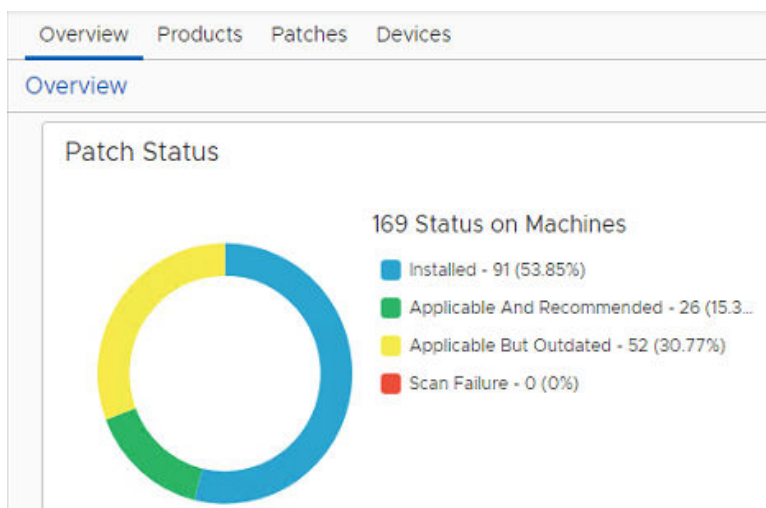 Overview Products Patches Devices
Overview
Patch Status
169 Status on Machines
Installed - 91 (53.85%)
Applicable And Recommended - 26 (15.3...
Applicable But Outdated - 52 (30.77%)
Scan Failure - 0 (0%)